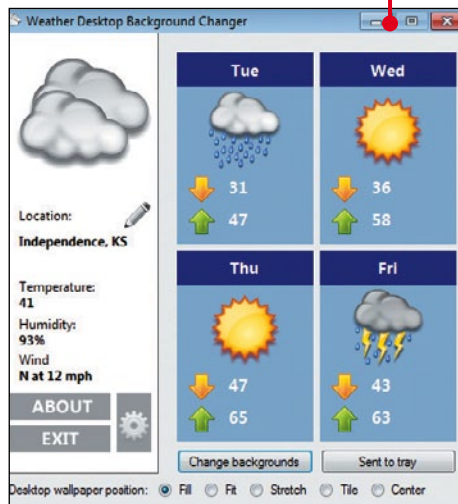 Weather Desktop Background Changer
Tue
31
47
Wed
36
58
Location:
Independence, KS
Temperature:
41
Humidity:
93%
Wind
N at 12 mph
Thu
47
65
Fri
43
63
ABOUT
EXIT
Change backgrounds
Sent to tray
Desktop wallpaper position: Fill Fit Stretch Tile Center